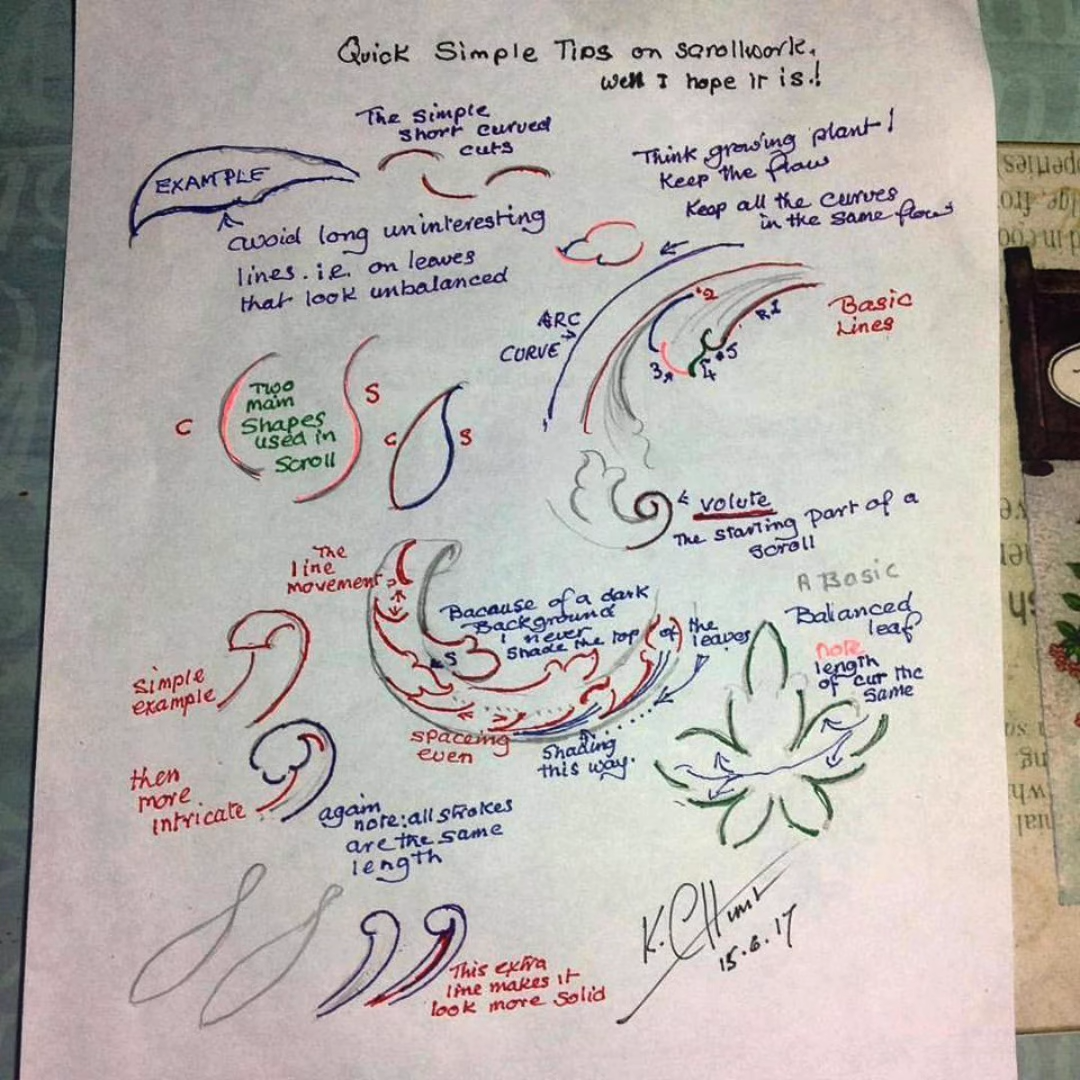 Quick Simple Tips on scrollwork.
Well I hope it is.!
The simple
short curved
cuts
EXAMPLE
avoid long uninteresting
lines. i.e. on leaves
that look unbalanced
Think growing plant!
Keep the flow
Keep all the curves
in the same flow
ARC
CURVE
2
1
3
4
5
Basic
Lines
C
Two
main
Shapes
used in
Scroll
S
C
S
volute
The starting part of a
scroll
The
line
movement
Bacause of a dark
Background
I never
shade the top of the
leaves
S
spaceing
even
Shading
this way.
A Basic
Balanced
leaf
note
length
of cut the
same
Simple
example
then
more
intricate
again
note: all strokes
are the same
length
This extra
line makes it
look more solid
K. C Hunt
15.6.17